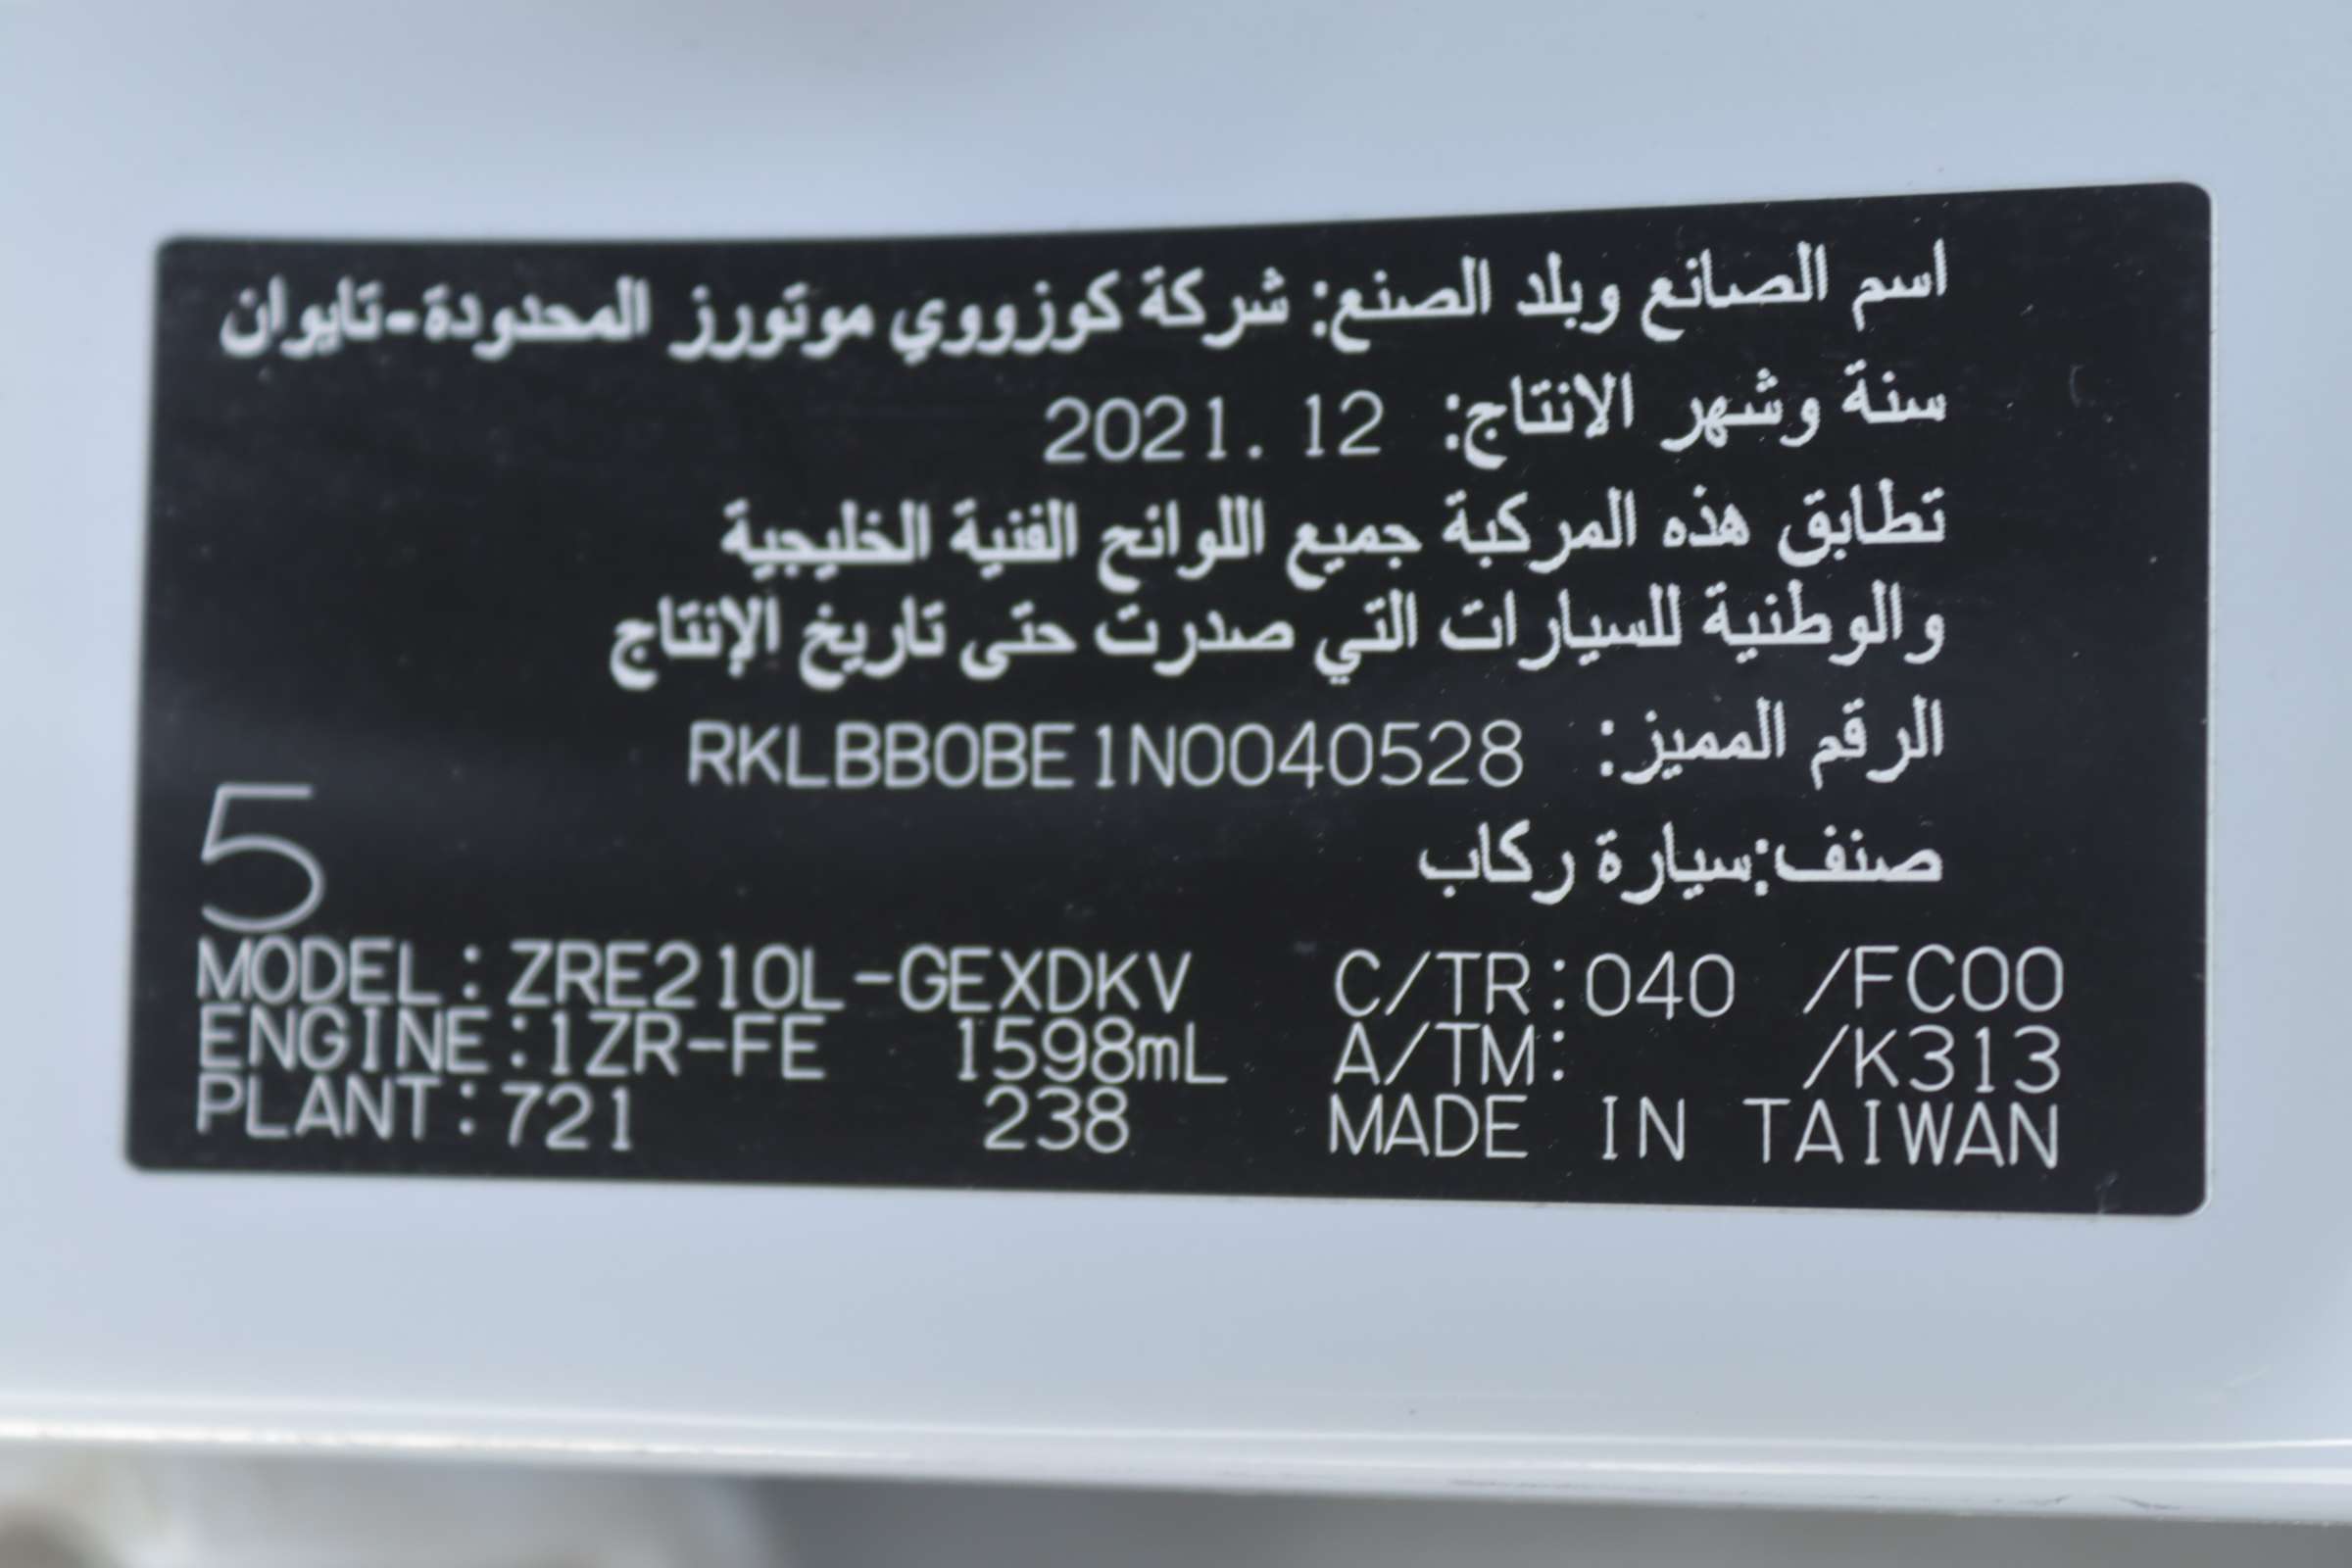 اسم الصانع وبلد الصنع: شركة كوزووي موتورز المحدودة-تايوان
سنة وشهر الانتاج: 2021.12
تطابق هذه المركبة جميع اللوائح الفنية الخليجية
والوطنية للسيارات التي صدرت حتى تاريخ الإنتاج
الرقم المميز: RKLBB0BE1N0040528
صنف:سيارة ركاب
5
MODEL:ZRE210L-GEXDKV C/TR:040 /FC00
ENGINE:1ZR-FE 1598mL A/TM: /K313
PLANT:721 238 MADE IN TAIWAN